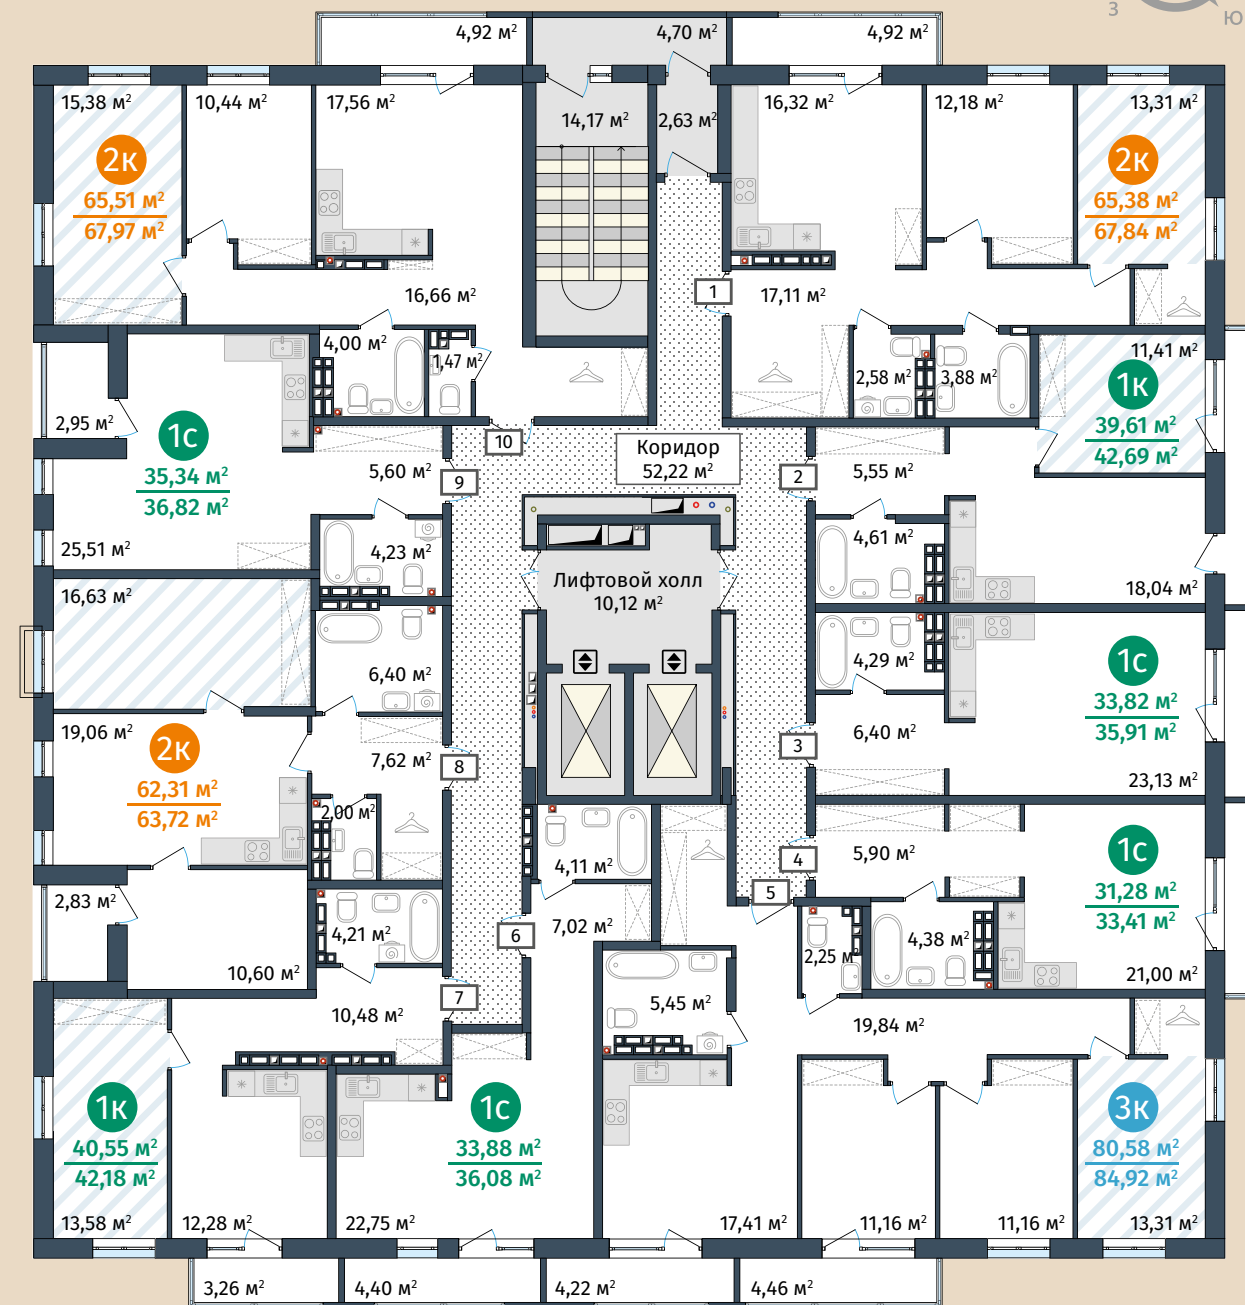 З
Ю
4,92 м²
4,70 м²
4,92 м²
15,38 м²
10,44 м²
17,56 м²
14,17 м²
2,63 м²
16,32 м²
12,18 м²
13,31 м²
2к
65,51 м²
67,97 м²
2к
65,38 м²
67,84 м²
16,66 м²
1
17,11 м²
4,00 м²
1,47 м²
2,58 м²
3,88 м²
11,41 м²
1к
39,61 м²
42,69 м²
2,95 м²
1с
35,34 м²
36,82 м²
10
Коридор
52,22 м²
5,60 м²
9
2
5,55 м²
25,51 м²
4,23 м²
4,61 м²
Лифтовой холл
10,12 м²
16,63 м²
18,04 м²
6,40 м²
4,29 м²
1с
33,82 м²
35,91 м²
19,06 м²
2к
62,31 м²
63,72 м²
7,62 м²
8
3
6,40 м²
23,13 м²
2,00 м²
4,11 м²
4
5,90 м²
1с
31,28 м²
33,41 м²
2,83 м²
5
4,21 м²
6
7,02 м²
2,25 м²
4,38 м²
10,60 м²
21,00 м²
7
10,48 м²
5,45 м²
19,84 м²
1к
40,55 м²
42,18 м²
1с
33,88 м²
36,08 м²
3к
80,58 м²
84,92 м²
13,58 м²
12,28 м²
22,75 м²
17,41 м²
11,16 м²
11,16 м²
13,31 м²
3,26 м²
4,40 м²
4,22 м²
4,46 м²